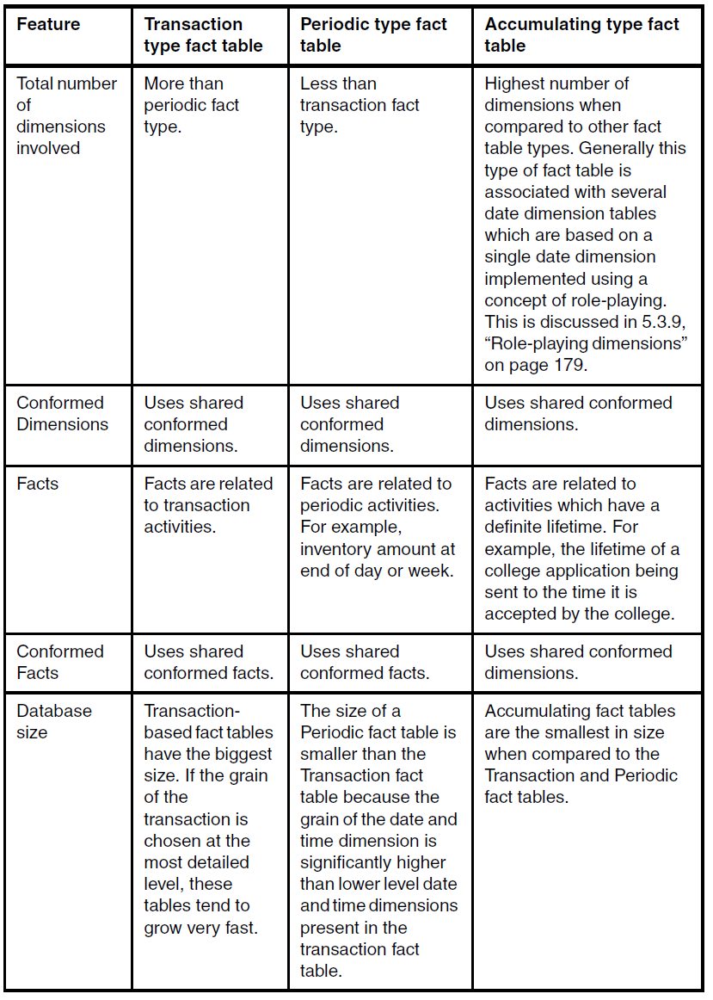 Feature
Transaction
type fact table
Periodic type fact
table
Accumulating type fact
table
Total number
of
dimensions
involved
More than
periodic fact
type.
Less than
transaction fact
type.
Highest number of
dimensions when
compared to other fact
table types. Generally this
type of fact table is
associated with several
date dimension tables
which are based on a
single date dimension
implemented using a
concept of role-playing.
This is discussed in 5.3.9,
“Role-playing dimensions”
on page 179.
Conformed
Dimensions
Uses shared
conformed
dimensions.
Uses shared
conformed
dimensions.
Uses shared conformed
dimensions.
Facts
Facts are related
to transaction
activities.
Facts are related to
periodic activities.
For example,
inventory amount at
end of day or week.
Facts are related to
activities which have a
definite lifetime. For
example, the lifetime of a
college application being
sent to the time it is
accepted by the college.
Conformed
Facts
Uses shared
conformed facts.
Uses shared
conformed facts.
Uses shared conformed
dimensions.
Database
size
Transaction-
based fact tables
have the biggest
size. If the grain
of the
transaction is
chosen at the
most detailed
level, these
tables tend to
grow very fast.
The size of a
Periodic fact table is
smaller than the
Transaction fact
table because the
grain of the date and
time dimension is
significantly higher
than lower level date
and time dimensions
present in the
transaction fact
table.
Accumulating fact tables
are the smallest in size
when compared to the
Transaction and Periodic
fact tables.